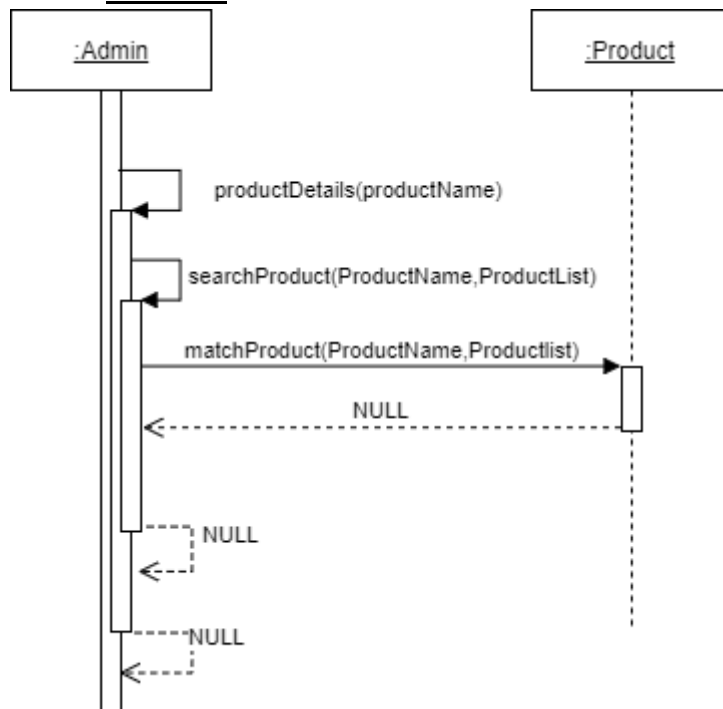 :Admin
:Product
productDetails(productName)
searchProduct(ProductName,ProductList)
matchProduct(ProductName,Productlist)
NULL
NULL
NULL